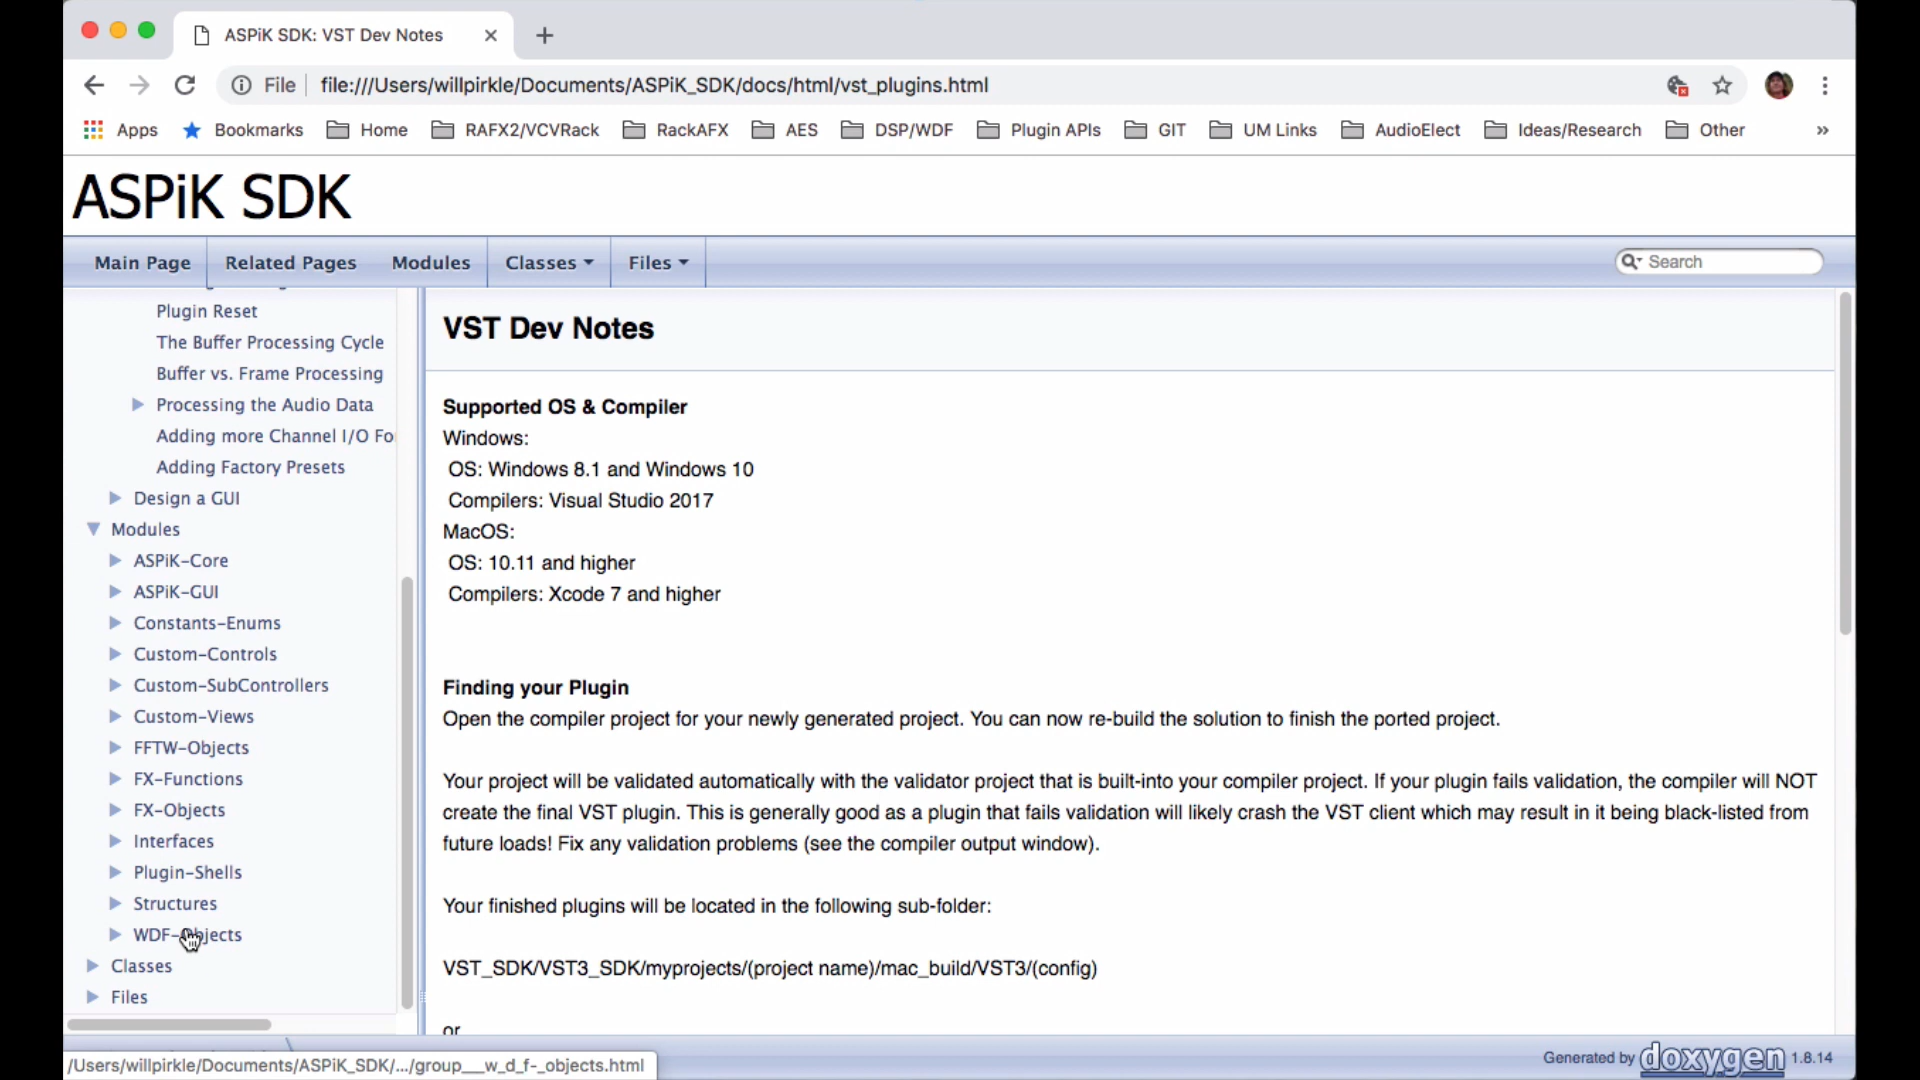 ASPiK SDK: VST Dev Notes
File
file:///Users/willpirkle/Documents/ASPiK_SDK/docs/html/vst_plugins.html
Apps
Bookmarks
Home
RAFX2/VCVRack
RackAFX
AES
DSP/WDF
Plugin APIs
GIT
UM Links
AudioElect
Ideas/Research
Other
»
ASPiK SDK
Main Page
Related Pages
Modules
Classes
Files
Search
Plugin Reset
The Buffer Processing Cycle
Buffer vs. Frame Processing
Processing the Audio Data
Adding more Channel I/O Fo
Adding Factory Presets
Design a GUI
Modules
ASPiK-Core
ASPiK-GUI
Constants-Enums
Custom-Controls
Custom-SubControllers
Custom-Views
FFTW-Objects
FX-Functions
FX-Objects
Interfaces
Plugin-Shells
Structures
WDF-Objects
Classes
Files
VST Dev Notes
Supported OS & Compiler
Windows:
OS: Windows 8.1 and Windows 10
Compilers: Visual Studio 2017
MacOS:
OS: 10.11 and higher
Compilers: Xcode 7 and higher
Finding your Plugin
Open the compiler project for your newly generated project. You can now re-build the solution to finish the ported project.
Your project will be validated automatically with the validator project that is built-into your compiler project. If your plugin fails validation, the compiler will NOT
create the final VST plugin. This is generally good as a plugin that fails validation will likely crash the VST client which may result in it being black-listed from
future loads! Fix any validation problems (see the compiler output window).
Your finished plugins will be located in the following sub-folder:
VST_SDK/VST3_SDK/myprojects/(project name)/mac_build/VST3/(config)
or
/Users/willpirkle/Documents/ASPiK_SDK/.../group___w_d_f-_objects.html
Generated by doxygen 1.8.14